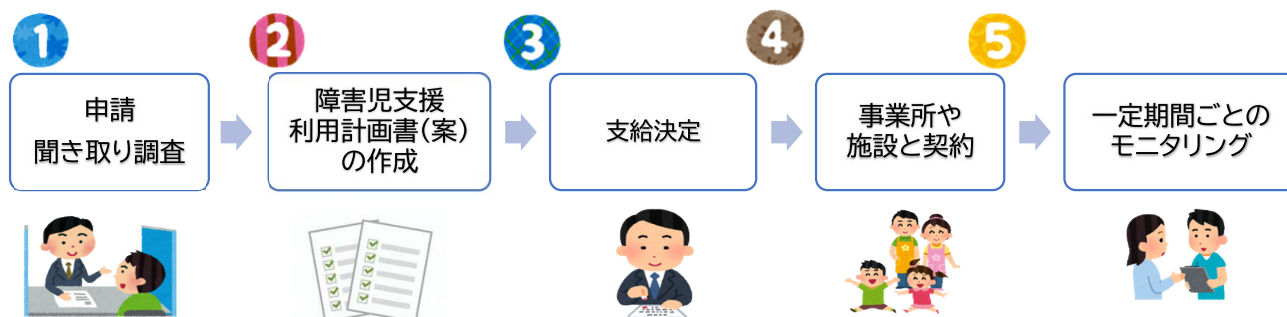 1
申請
聞き取り調査
2
障害児支援
利用計画書(案)
の作成
3
支給決定
4
事業所や
施設と契約
5
一定期間ごとの
モニタリング